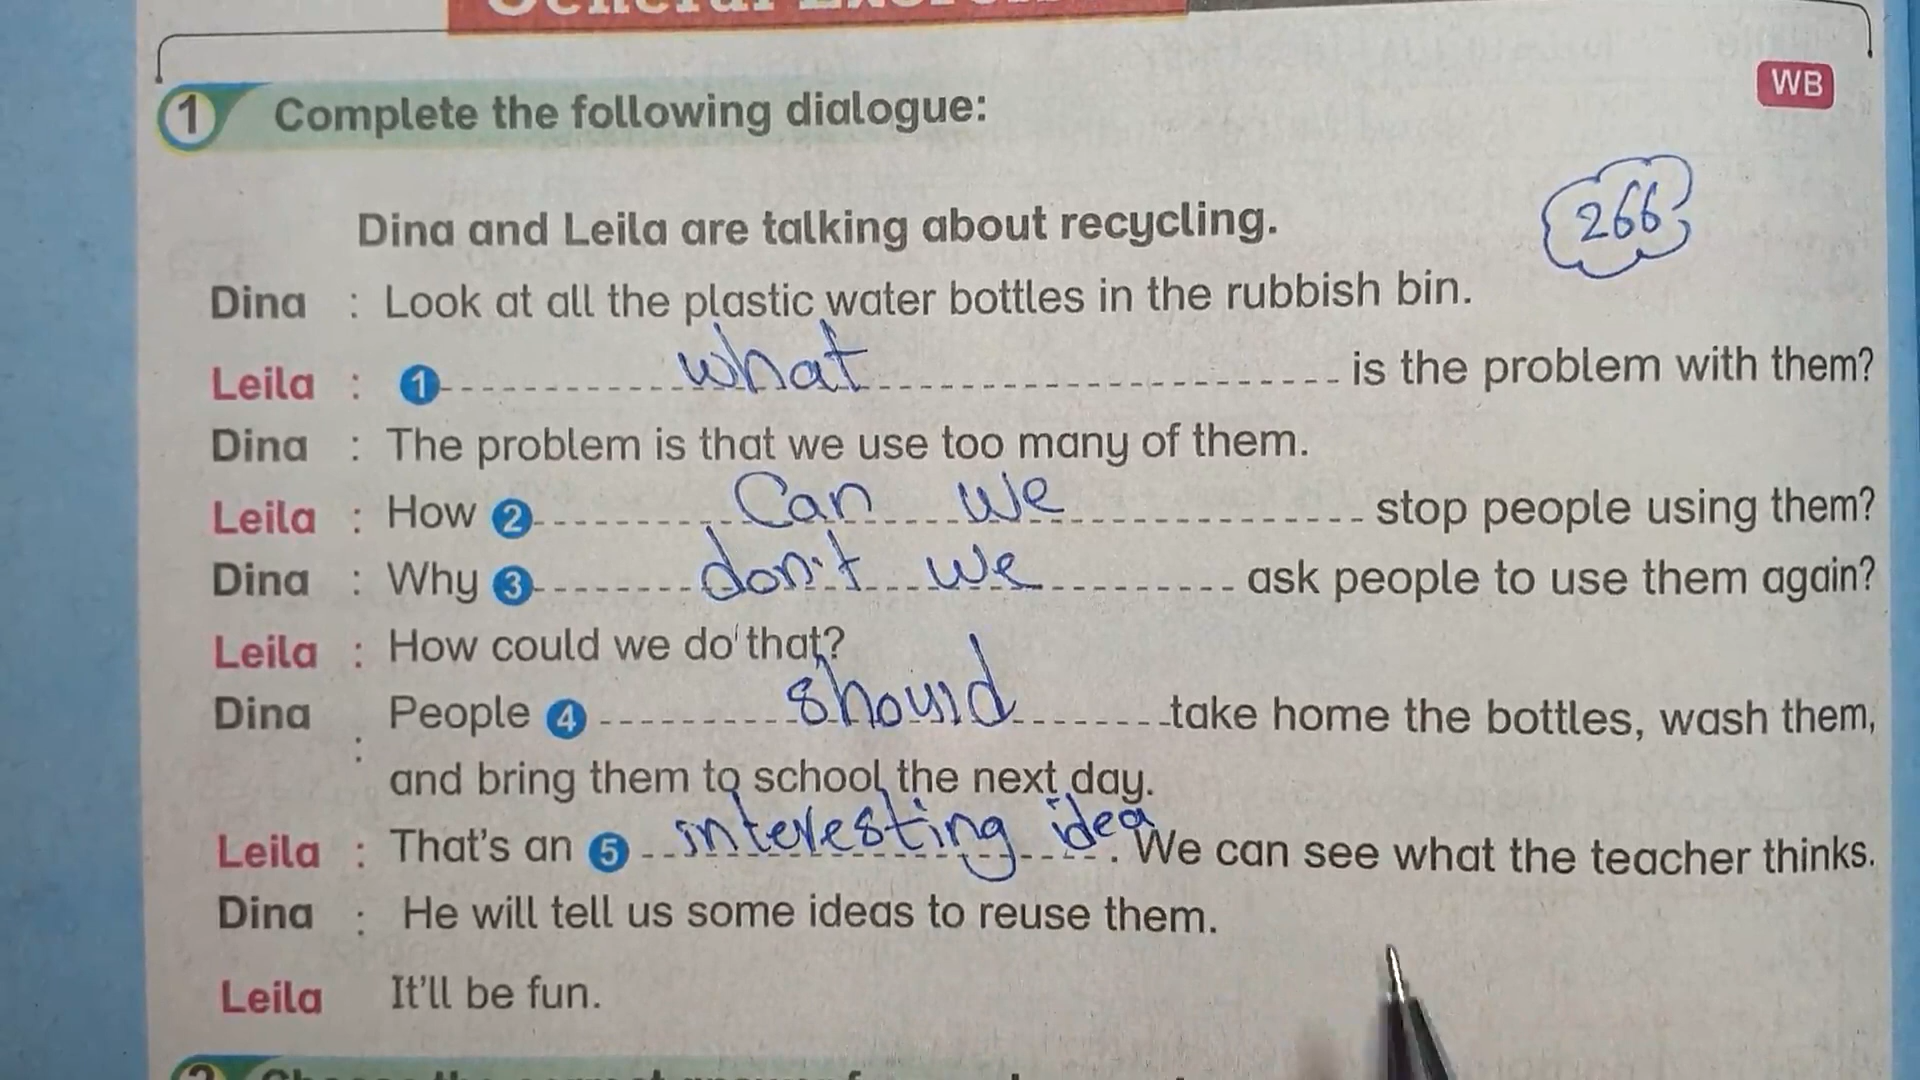 WB
1 Complete the following dialogue:
266
Dina and Leila are talking about recycling.
Dina : Look at all the plastic water bottles in the rubbish bin.
Leila : 1 what is the problem with them?
Dina : The problem is that we use too many of them.
Leila : How 2 Can we stop people using them?
Dina : Why 3 don't we ask people to use them again?
Leila : How could we do that?
Dina : People 4 should take home the bottles, wash them,
and bring them to school the next day.
Leila : That's an 5 interesting idea. We can see what the teacher thinks.
Dina : He will tell us some ideas to reuse them.
Leila It'll be fun.